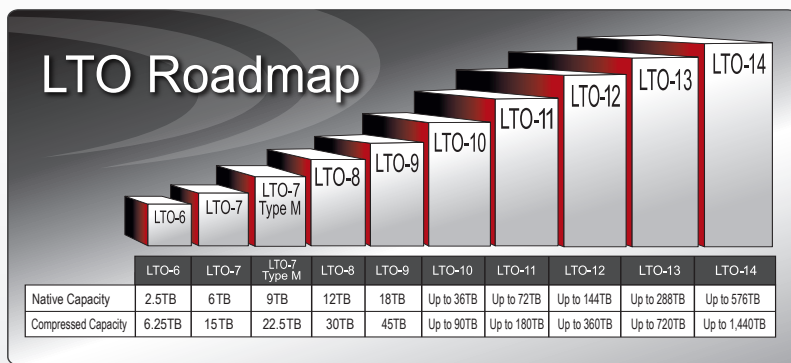 LTO Roadmap
LTO-6
LTO-7
LTO-7
Type M
LTO-8
LTO-9
LTO-10
LTO-11
LTO-12
LTO-13
LTO-14
LTO-6 LTO-7 LTO-7 Type M LTO-8 LTO-9 LTO-10 LTO-11 LTO-12 LTO-13 LTO-14
Native Capacity 2.5TB 6TB 9TB 12TB 18TB Up to 36TB Up to 72TB Up to 144TB Up to 288TB Up to 576TB
Compressed Capacity 6.25TB 15TB 22.5TB 30TB 45TB Up to 90TB Up to 180TB Up to 360TB Up to 720TB Up to 1,440TB